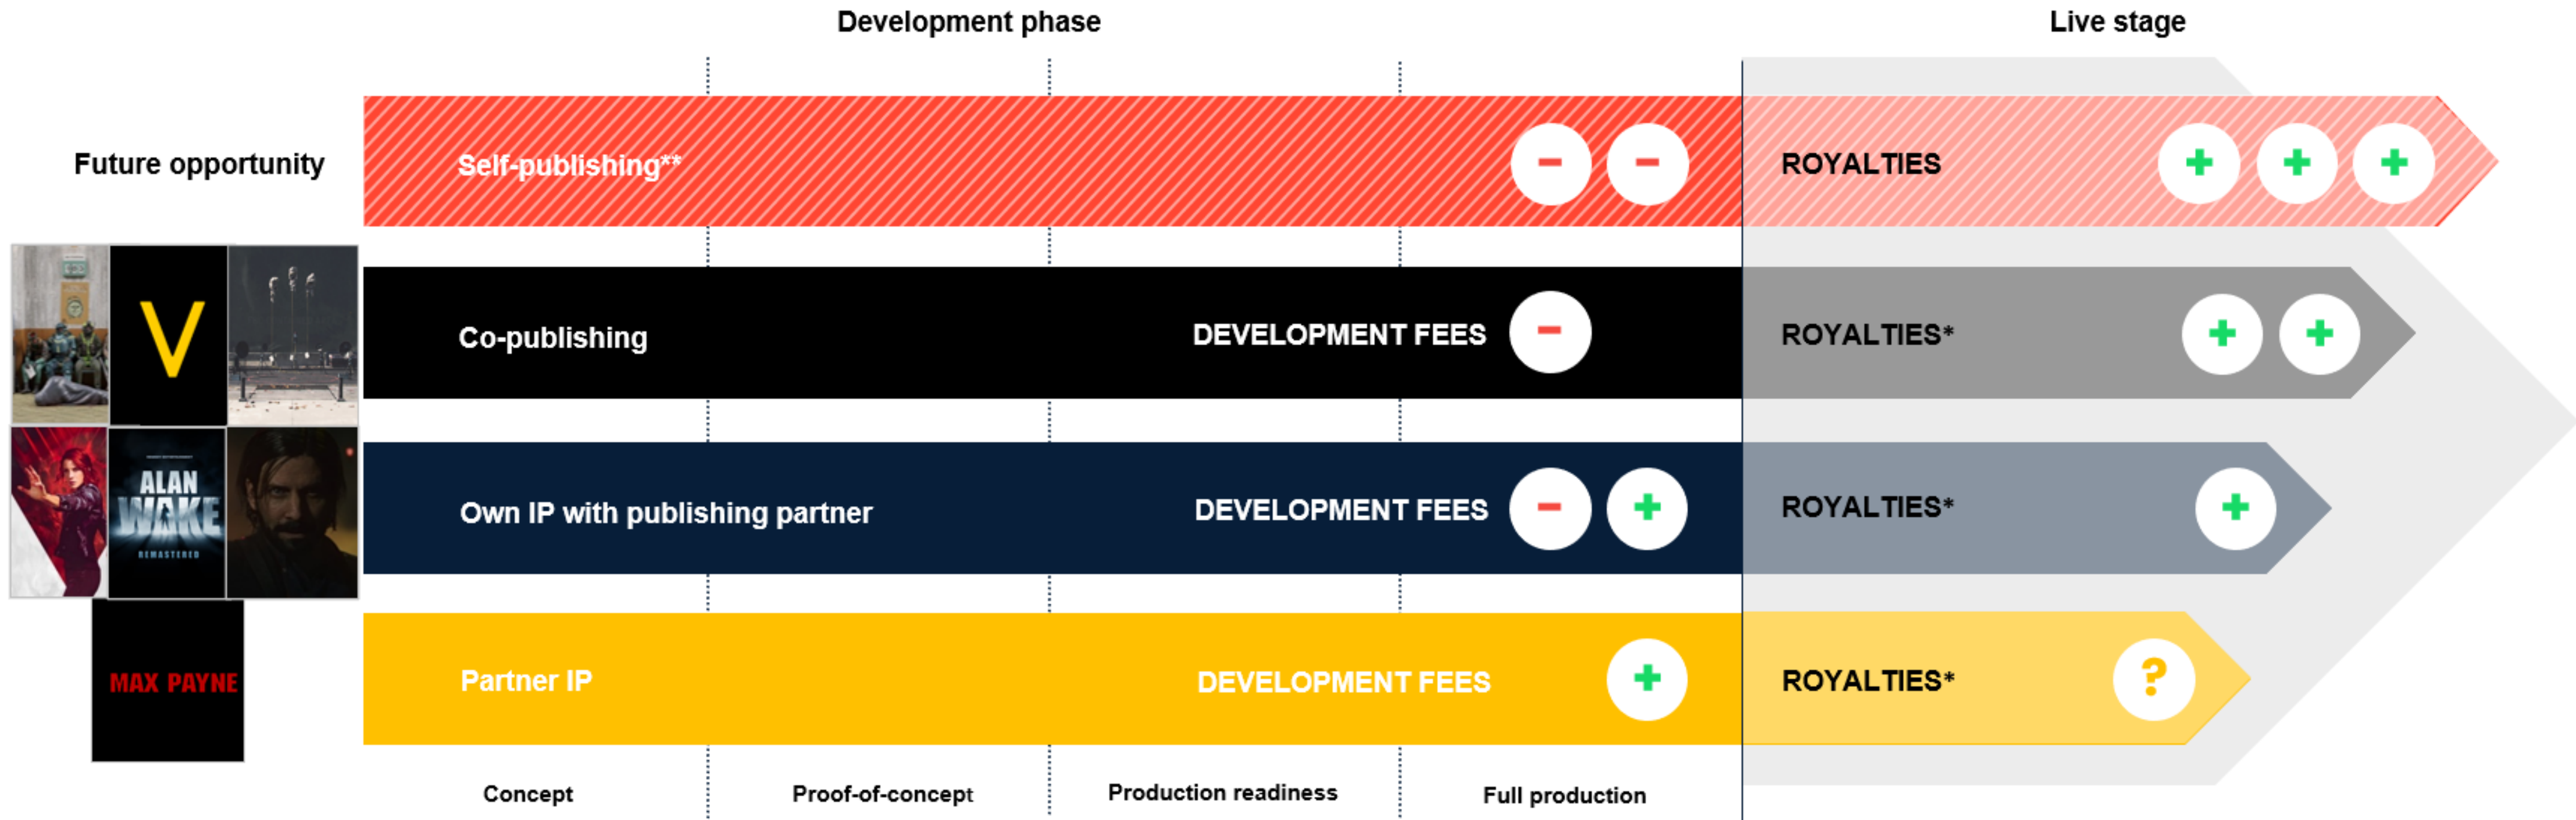 Development phase
Live stage
Future opportunity
Self-publishing**
ROYALTIES
V
Co-publishing
DEVELOPMENT FEES
ROYALTIES*
ALAN
WAKE
REMASTERED
Own IP with publishing partner
DEVELOPMENT FEES
ROYALTIES*
MAX PAYNE
Partner IP
DEVELOPMENT FEES
ROYALTIES*
?
Concept
Proof-of-concept
Production readiness
Full production